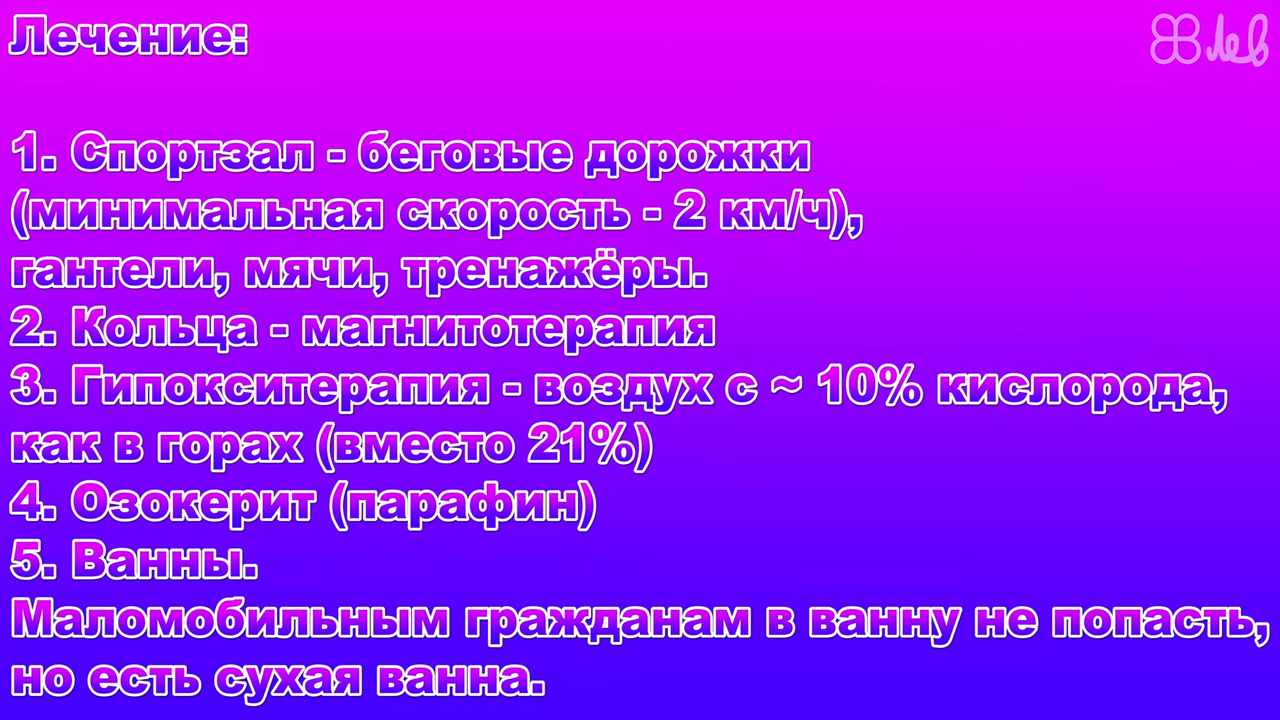 Лечение:
Лев
1. Спортзал - беговые дорожки
(минимальная скорость - 2 км/ч),
гантели, мячи, тренажёры.
2. Кольца - магнитотерапия
3. Гипокситерапия - воздух с ~ 10% кислорода,
как в горах (вместо 21%)
4. Озокерит (парафин)
5. Ванны.
Маломобильным гражданам в ванну не попасть,
но есть сухая ванна.